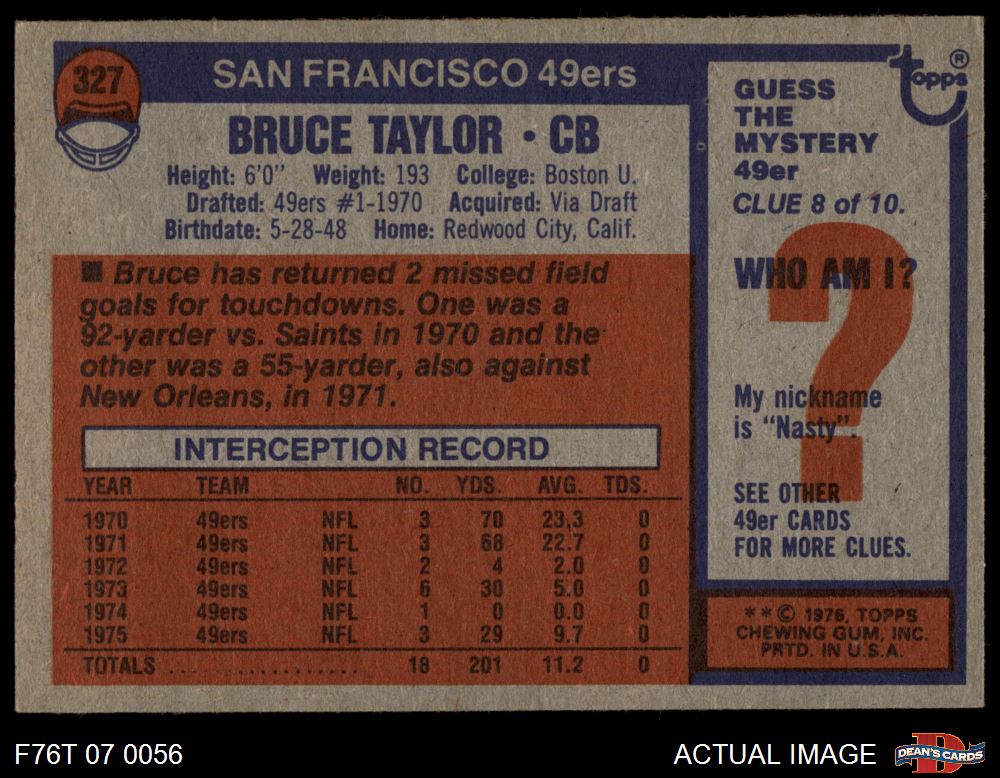 327
SAN FRANCISCO 49ers
BRUCE TAYLOR • CB
Height: 6'0" Weight: 193 College: Boston U.
Drafted: 49ers #1-1970 Acquired: Via Draft
Birthdate: 5-28-48 Home: Redwood City, Calif.
■ Bruce has returned 2 missed field
goals for touchdowns. One was a
92-yarder vs. Saints in 1970 and the
other was a 55-yarder, also against
New Orleans, in 1971.
INTERCEPTION RECORD
YEAR TEAM NO. YDS. AVG. TDS.
1970 49ers NFL 3 70 23.3 0
1971 49ers NFL 3 68 22.7 0
1972 49ers NFL 2 4 2.0 0
1973 49ers NFL 6 30 5.0 0
1974 49ers NFL 1 0 0.0 0
1975 49ers NFL 3 29 9.7 0
TOTALS .................. 18 201 11.2 0
topps ®
GUESS
THE
MYSTERY
49er
CLUE 8 of 10.
WHO AM I?
?
My nickname
is "Nasty".
SEE OTHER
49er CARDS
FOR MORE CLUES.
**© 1976, TOPPS
CHEWING GUM, INC.
PRTD. IN U.S.A.
F76T 07 0056
ACTUAL IMAGE
D
DEAN'S CARDS